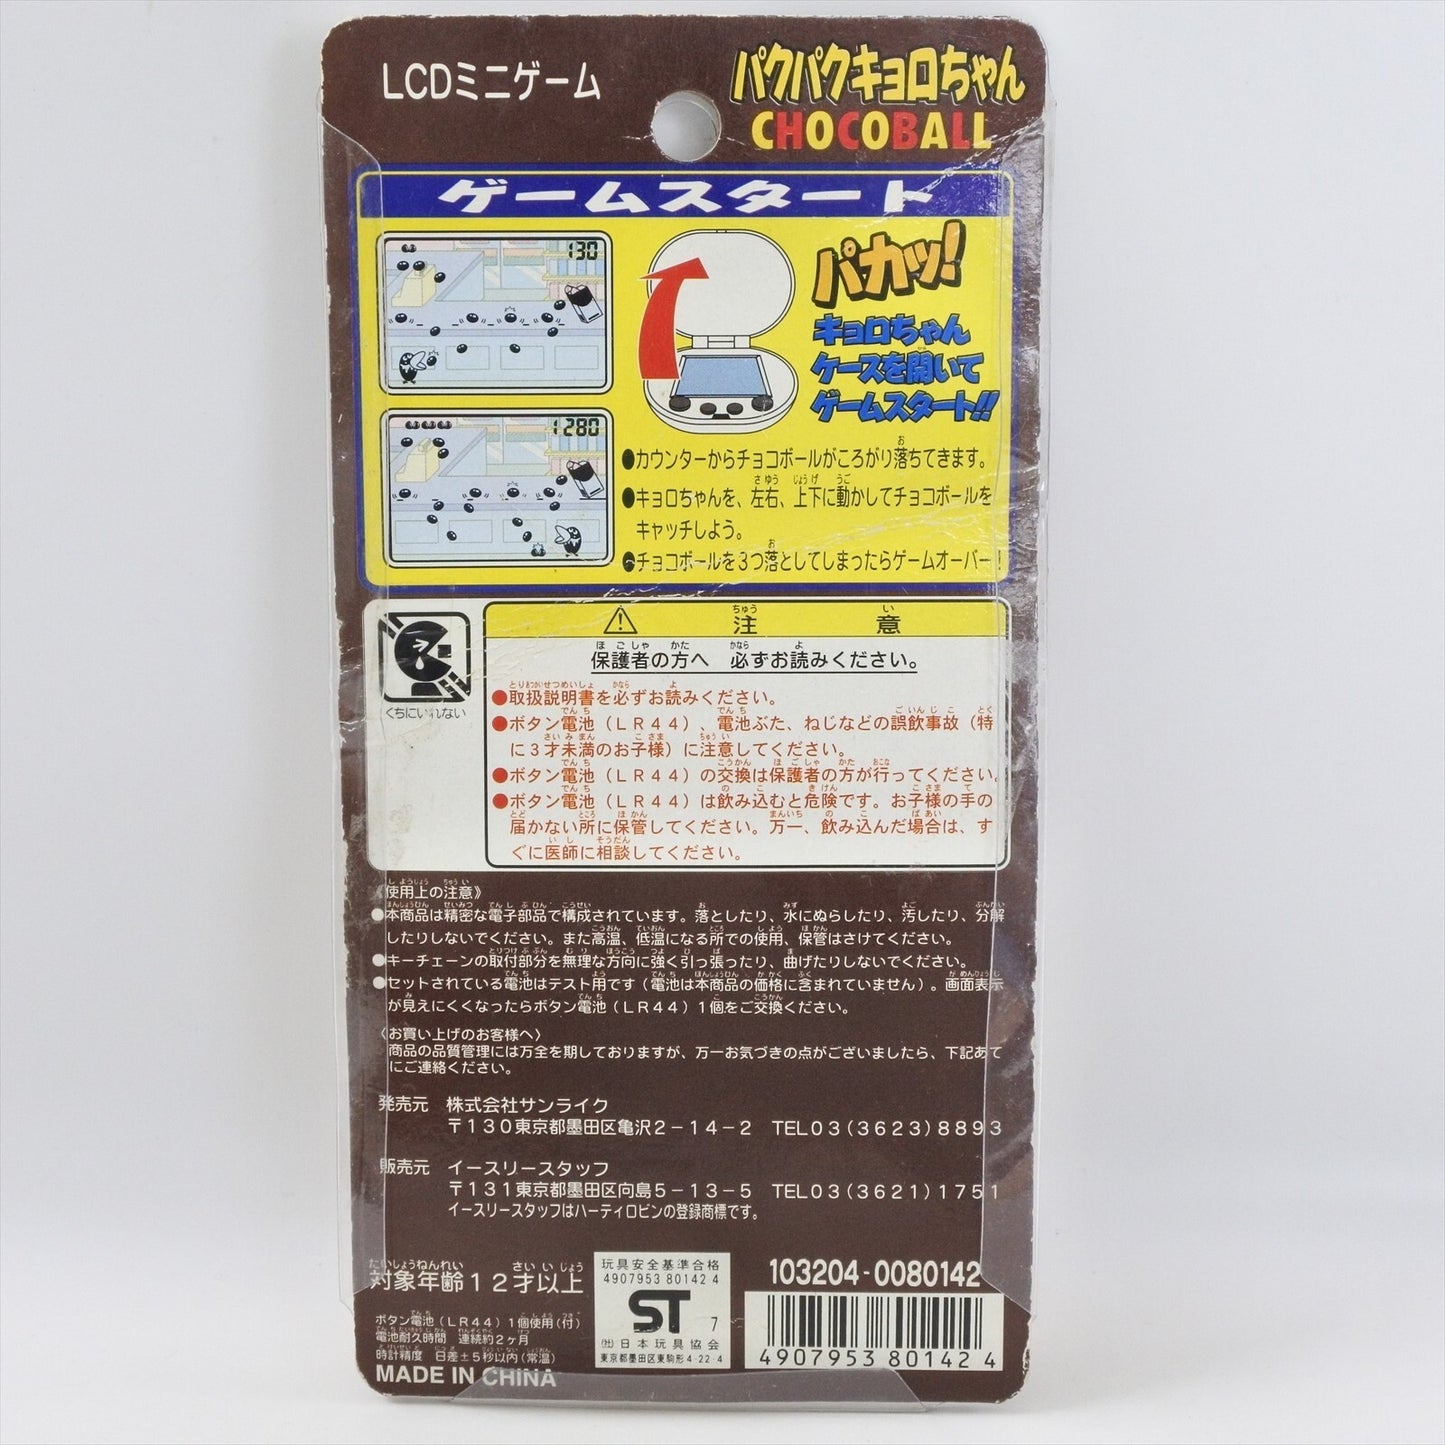 LCDミニゲーム
パクパクキョロちゃん
CHOCOBALL
ゲームスタート
130
1280
パカッ!
キョロちゃん
ケースを開いて
ゲームスタート!!
●カウンターからチョコボールがころがり落ちてきます。
●キョロちゃんを、左右、上下に動かしてチョコボールを
キャッチしよう。
●チョコボールを3つ落としてしまったらゲームオーバー!
くちにいれない
注意
保護者の方へ 必ずお読みください。
●取扱説明書を必ずお読みください。
●ボタン電池(LR44)、電池ぶた、ねじなどの誤飲事故(特
に3才未満のお子様)に注意してください。
●ボタン電池(LR44)の交換は保護者の方が行ってください。
●ボタン電池(LR44)は飲み込むと危険です。お子様の手の
届かない所に保管してください。万一、飲み込んだ場合は、す
ぐに医師に相談してください。
《使用上の注意》
●本商品は精密な電子部品で構成されています。落としたり、水にぬらしたり、汚したり、分解
したりしないでください。また高温、低温になる所での使用、保管はさけてください。
●キーチェーンの取付部分を無理な方向に強く引っ張ったり、曲げたりしないでください。
●セットされている電池はテスト用です(電池は本商品の価格に含まれていません)。画面表示
が見えにくくなったらボタン電池(LR44)1個をご交換ください。
〈お買い上げのお客様へ〉
商品の品質管理には万全を期しておりますが、万一お気づきの点がございましたら、下記あて
にご連絡ください。
発売元 株式会社サンライク
〒130東京都墨田区亀沢2-14-2 TEL03(3623)8893
販売元 イースリースタッフ
〒131東京都墨田区向島5-13-5 TEL03(3621)1751
イースリースタッフはハーティロビンの登録商標です。
対象年齢12才以上
ボタン電池(LR44)1個使用(付)
電池耐久時間 連続約2ヶ月
時計精度 日差±5秒以内(常温)
MADE IN CHINA
玩具安全基準合格
4907953 80142 4
ST 7
(社)日本玩具協会
東京都墨田区東駒形4-22-4
103204-0080142
4907953 80142 4